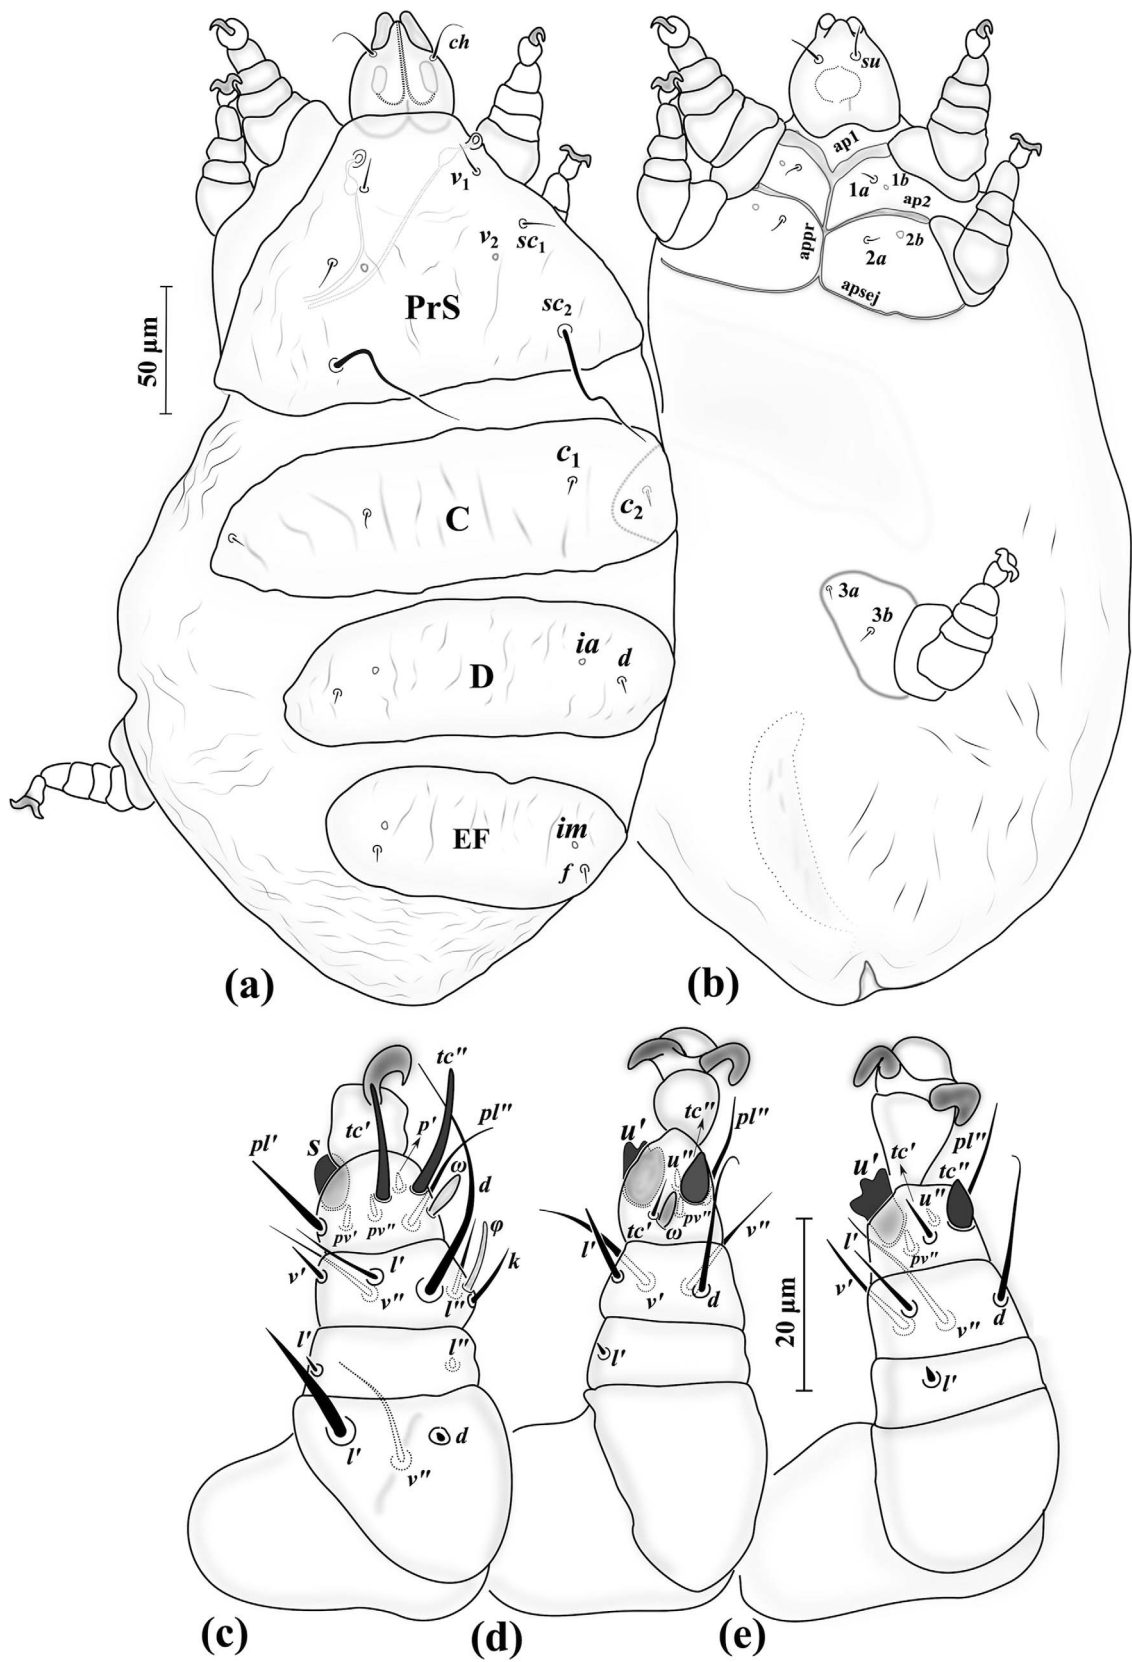 ch
su
ap1
v1
1a
1b
ap2
sc1
v2
appr
2a
2b
PrS
sc2
apsej
50 μm
c1
c2
C
3a
3b
ia
d
D
im
EF
f
(a)
(b)
tc″
pl″
tc′
p′
pl′
s
ω
d
pv′
pv″
φ
k
v′
l′
v″
l″
l′
l″
l′
d
v″
(c)
tc″
pl″
u′
u″
pv″
tc′
ω
v″
l′
v′
d
l′
(d)
pl″
tc′
u′
tc″
u″
l′
pv″
v′
v″
d
20 μm
l′
(e)